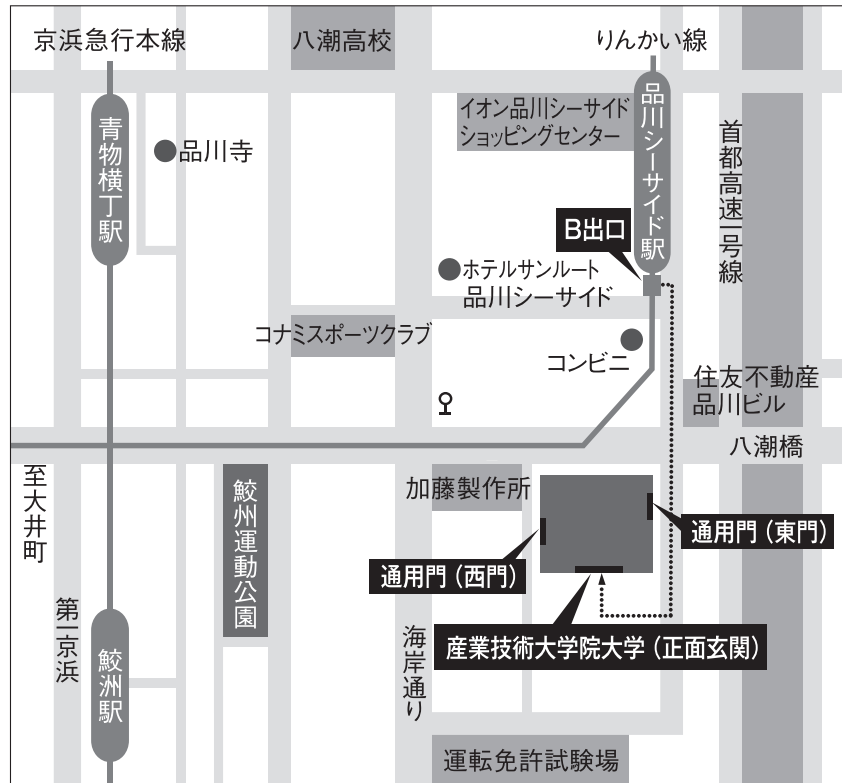 京浜急行本線
八潮高校
りんかい線
青物横丁駅
品川寺
イオン品川シーサイド
ショッピングセンター
品川シーサイド駅
首都高速一号線
B出口
ホテルサンルート
品川シーサイド
コナミスポーツクラブ
コンビニ
住友不動産
品川ビル
八潮橋
至大井町
鮫州運動公園
加藤製作所
通用門（東門）
通用門（西門）
第一京浜
鮫洲駅
海岸通り
産業技術大学院大学（正面玄関）
運転免許試験場